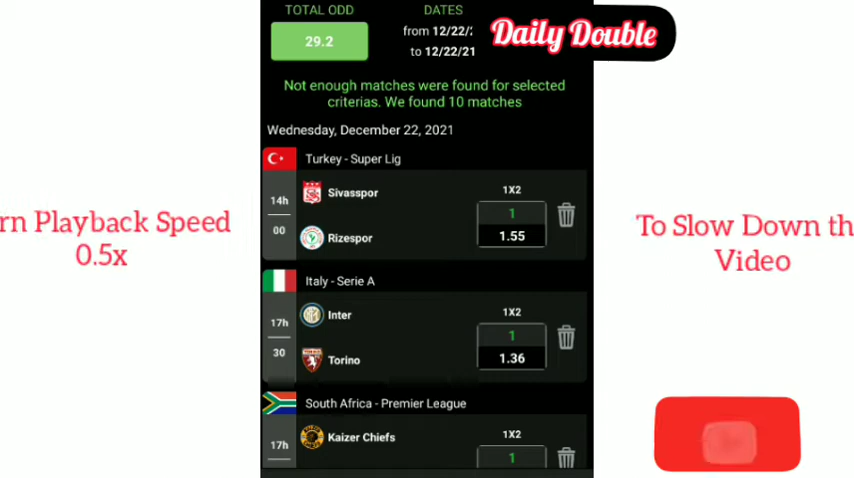 TOTAL ODD
29.2
DATES
from 12/22/2
to 12/22/21
Daily Double
Not enough matches were found for selected
criterias. We found 10 matches
Wednesday, December 22, 2021
Turkey - Super Lig
14h
00
Sivasspor
Rizespor
1X2
1
1.55
rn Playback Speed
0.5x
To Slow Down th
Video
Italy - Serie A
17h
30
Inter
Torino
1X2
1
1.36
South Africa - Premier League
17h
Kaizer Chiefs
1X2
1